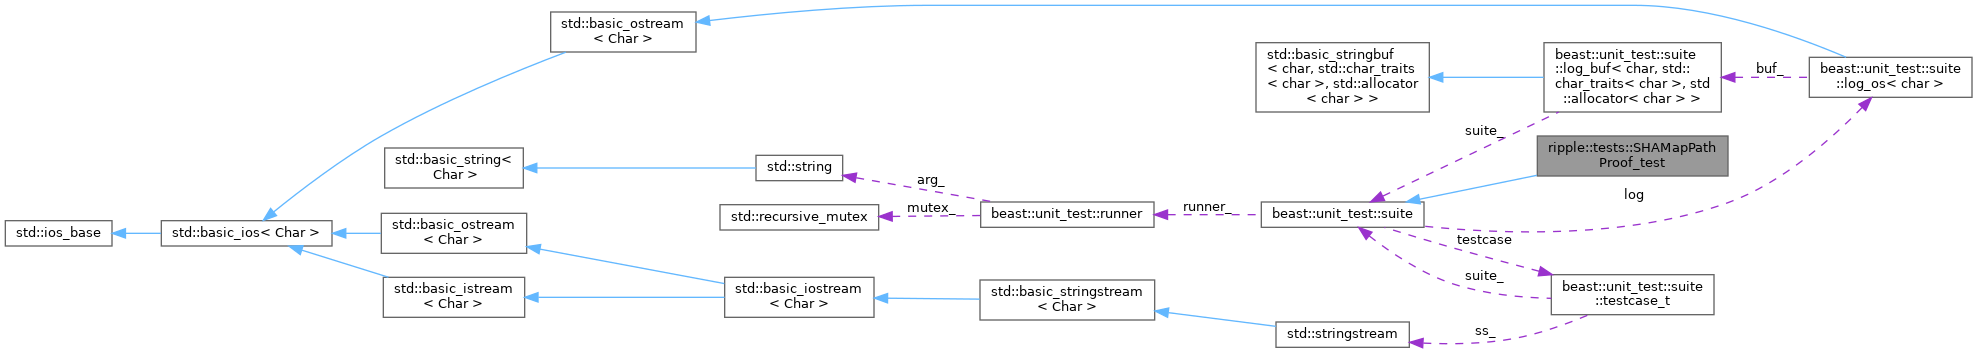 std::basic_ostream
< Char >
std::basic_stringbuf
< char, std::char_traits
< char >, std::allocator
< char > >
beast::unit_test::suite
::log_buf< char, std::
char_traits< char >, std
::allocator< char > >
buf_
beast::unit_test::suite
::log_os< char >
suite_
ripple::tests::SHAMapPath
Proof_test
std::basic_string<
Char >
std::string
arg_
log
std::recursive_mutex
mutex_
beast::unit_test::runner
runner_
beast::unit_test::suite
std::ios_base
std::basic_ios< Char >
std::basic_ostream
< Char >
testcase
suite_
std::basic_istream
< Char >
std::basic_iostream
< Char >
std::basic_stringstream
< Char >
beast::unit_test::suite
::testcase_t
std::stringstream
ss_